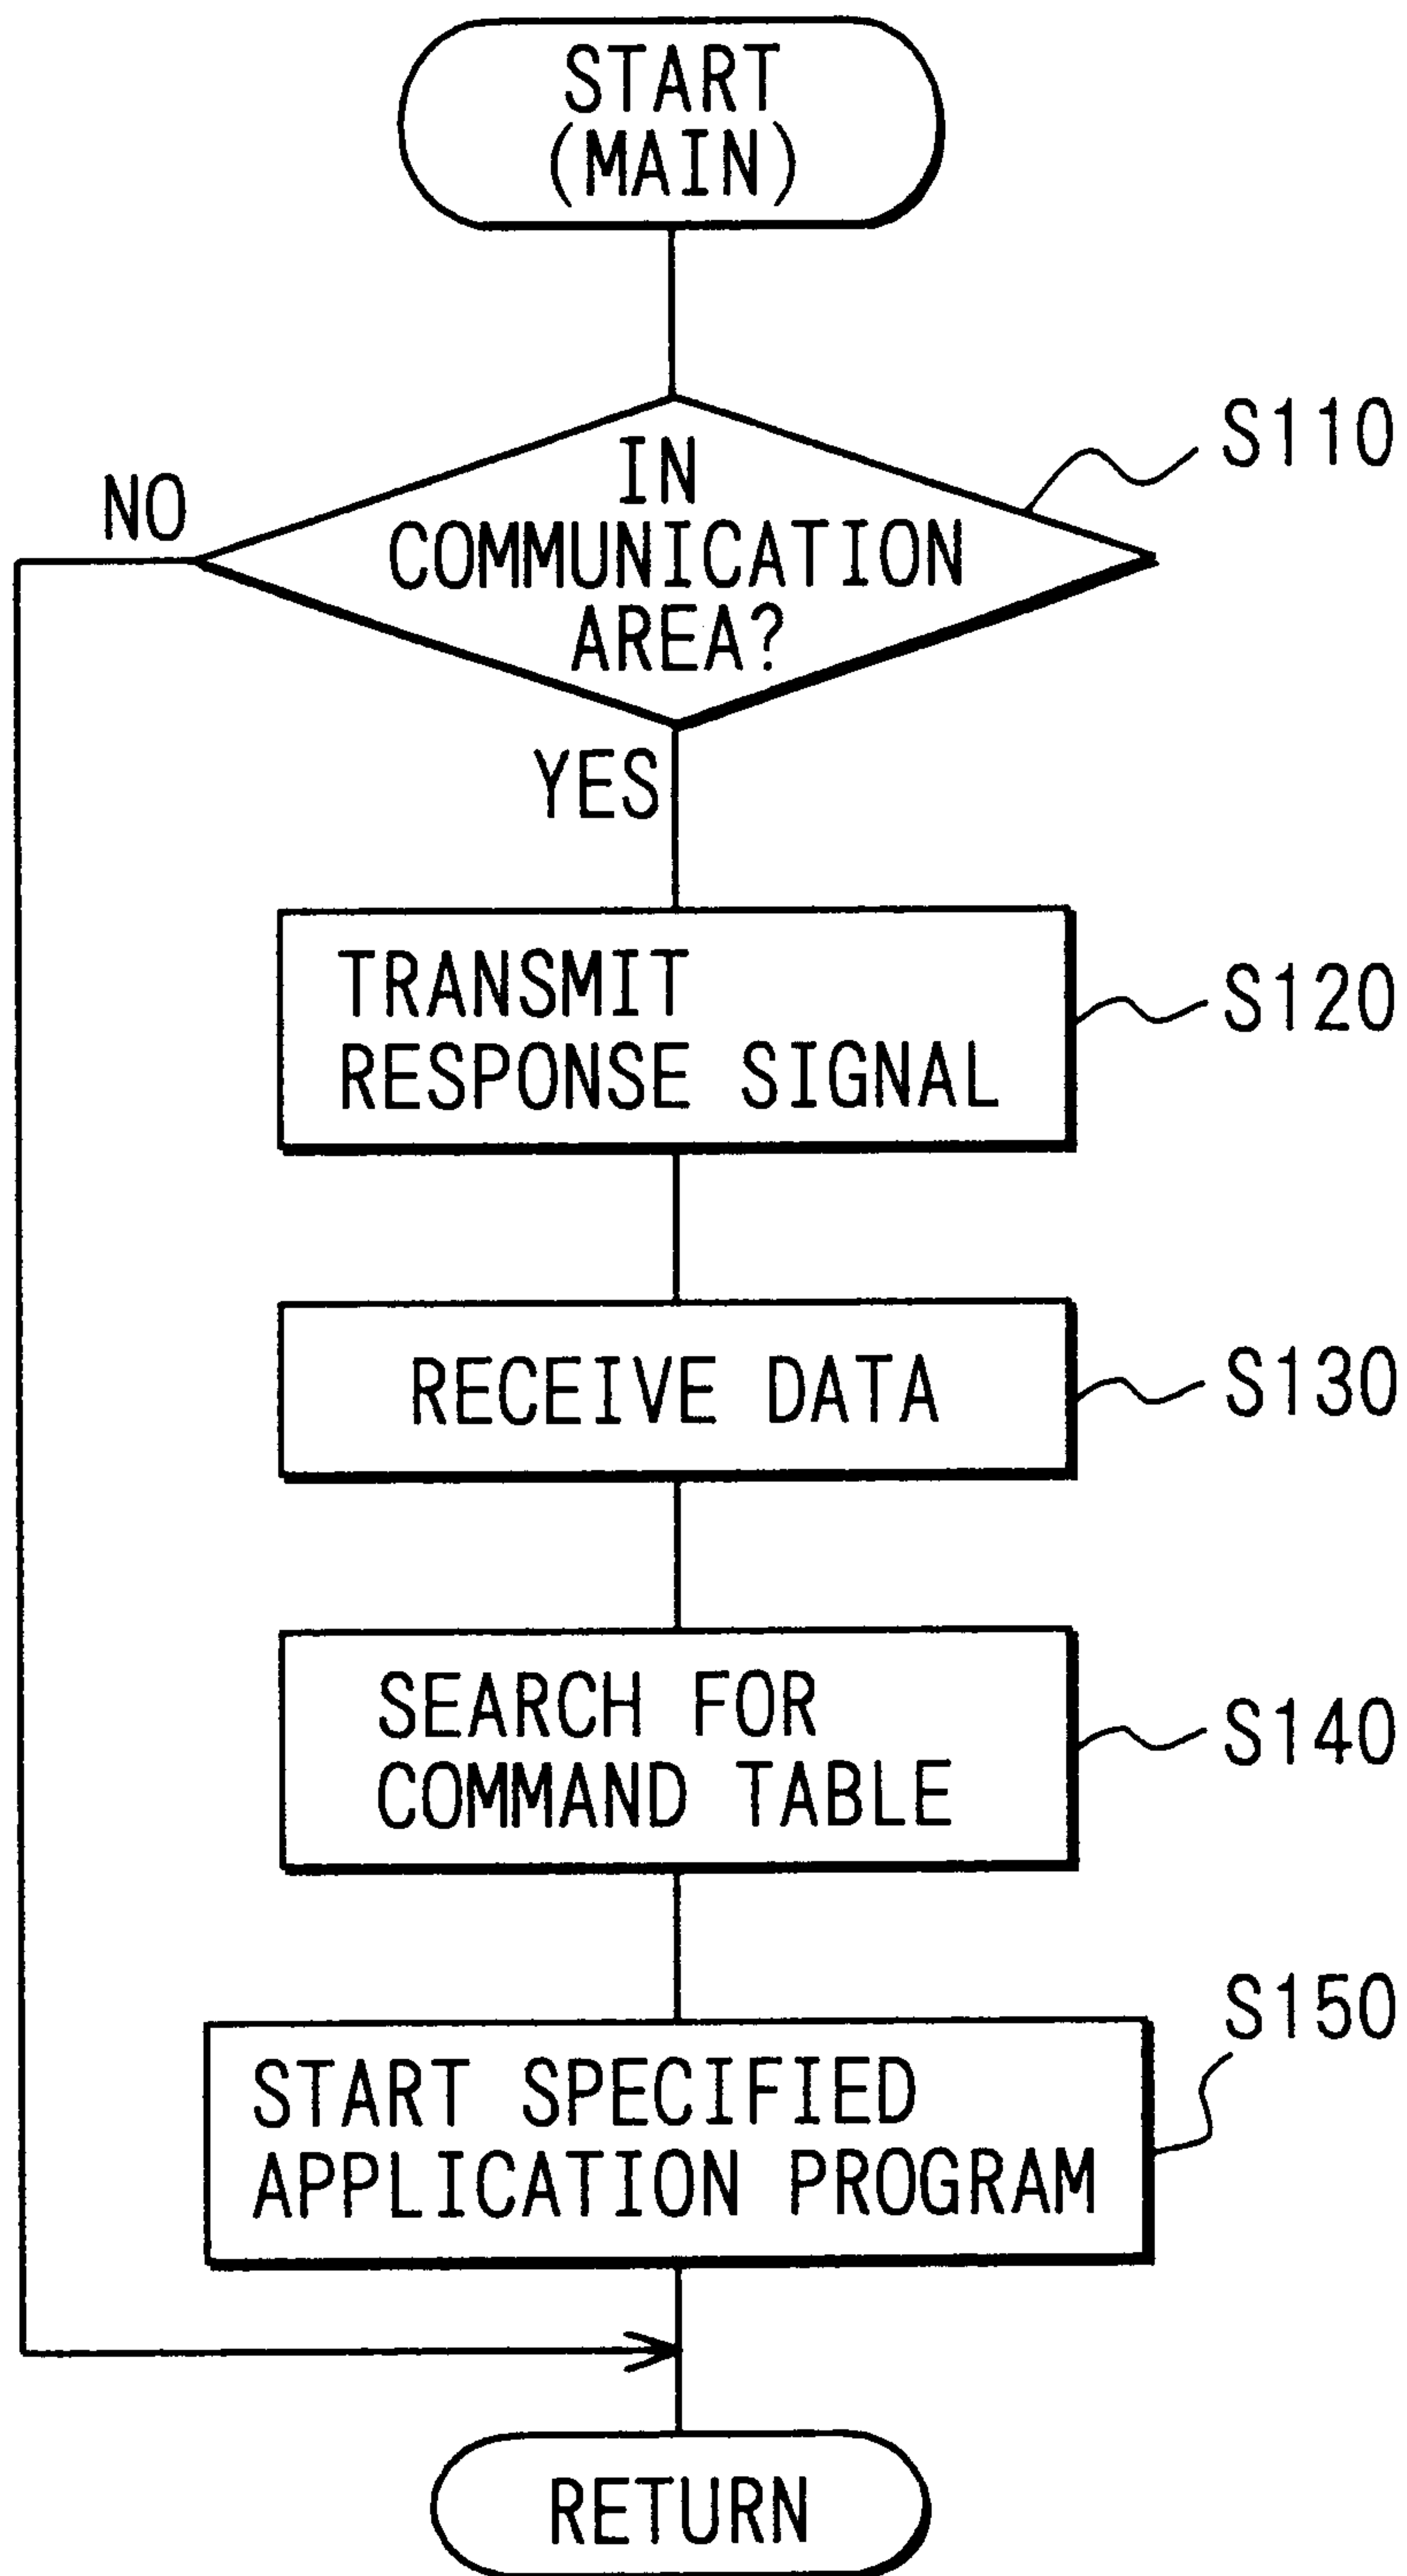 START
(MAIN)
IN
COMMUNICATION
AREA?
S110
NO
YES
TRANSMIT
RESPONSE SIGNAL
S120
RECEIVE DATA
S130
SEARCH FOR
COMMAND TABLE
S140
START SPECIFIED
APPLICATION PROGRAM
S150
RETURN